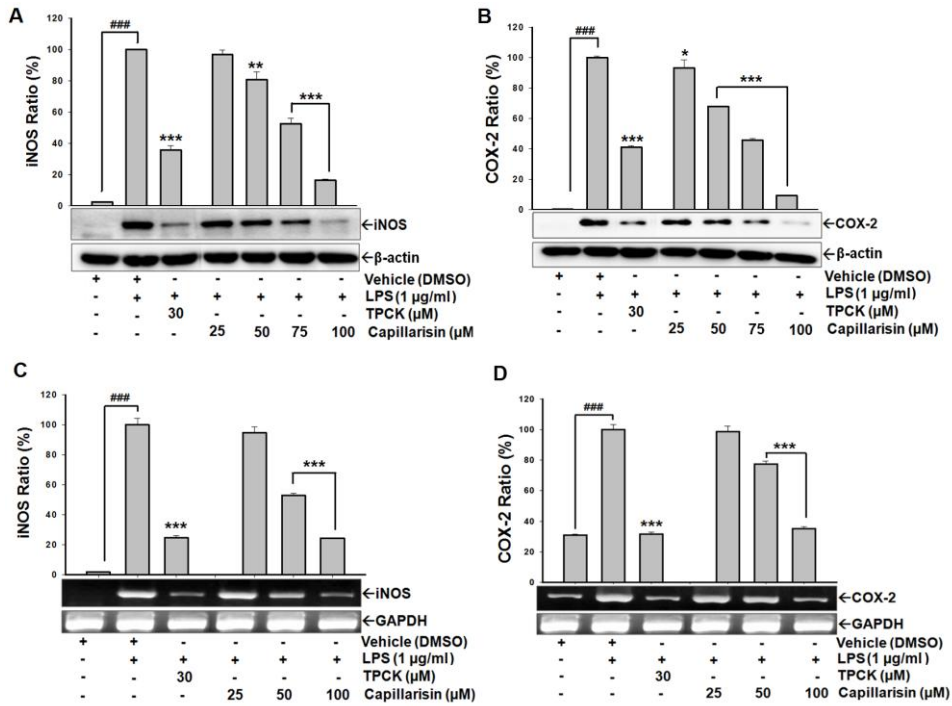 A
iNOS Ratio (%)
120
100
80
60
40
20
0
###
***
**
***
←iNOS
←β-actin
+ + - - - - - Vehicle (DMSO)
- + + + + + + LPS (1 µg/ml)
- - 30 - - - - TPCK (µM)
- - - 25 50 75 100 Capillarisin (µM
B
COX-2 Ratio (%)
120
100
80
60
40
20
0
###
***
*
***
←COX-2
←β-actin
+ + - - - - - Vehicle (DMSO)
- + + + + + + LPS (1 µg/ml)
- - 30 - - - - TPCK (µM)
- - - 25 50 75 100 Capillarisin (µM)
C
iNOS Ratio (%)
120
100
80
60
40
20
0
###
***
***
←iNOS
←GAPDH
+ + - - - - Vehicle (DMSO)
- + + + + + LPS (1 µg/ml)
- - 30 - - - TPCK (µM)
- - - 25 50 100 Capillarisin (µM)
D
COX-2 Ratio (%)
120
100
80
60
40
20
0
###
***
***
←COX-2
←GAPDH
+ + - - - - Vehicle (DMSO)
- + + + + + LPS (1 µg/ml)
- - 30 - - - TPCK (µM)
- - - 25 50 100 Capillarisin (µM)